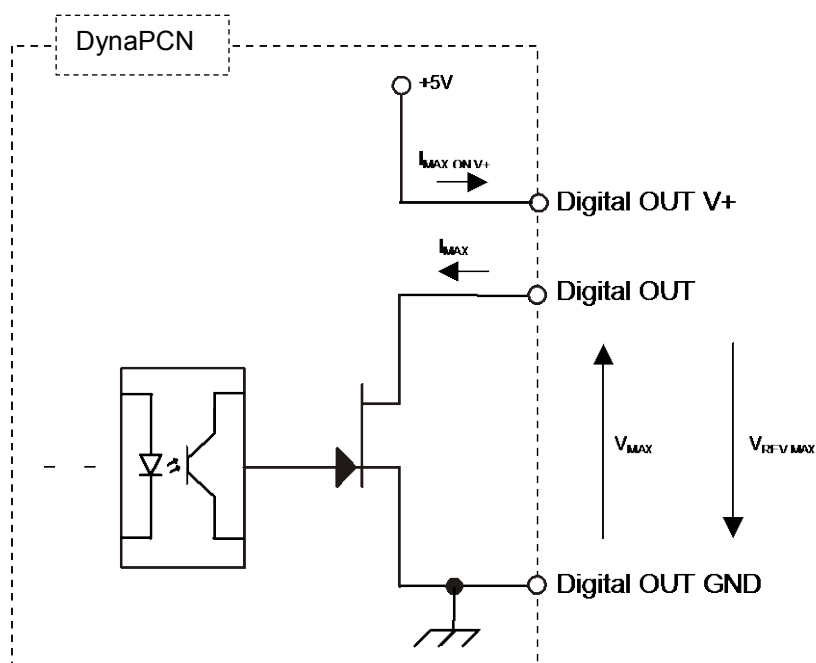 DynaPCN
+5V
IMAX ON V+
Digital OUT V+
IMAX
Digital OUT
VMAX
VREV MAX
Digital OUT GND